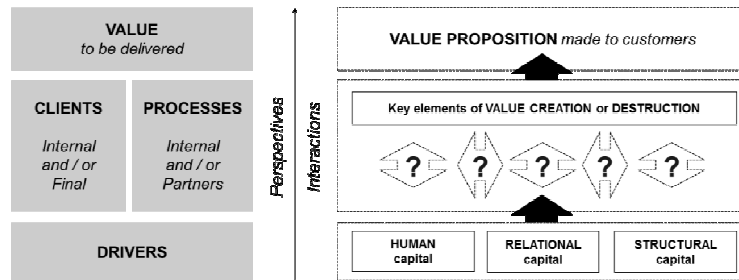 VALUE
to be delivered
CLIENTS
Internal
and / or
Final
PROCESSES
Internal
and / or
Partners
DRIVERS
Perspectives
Interactions
VALUE PROPOSITION made to customers
Key elements of VALUE CREATION or DESTRUCTION
? ? ? ? ?
HUMAN
capital
RELATIONAL
capital
STRUCTURAL
capital